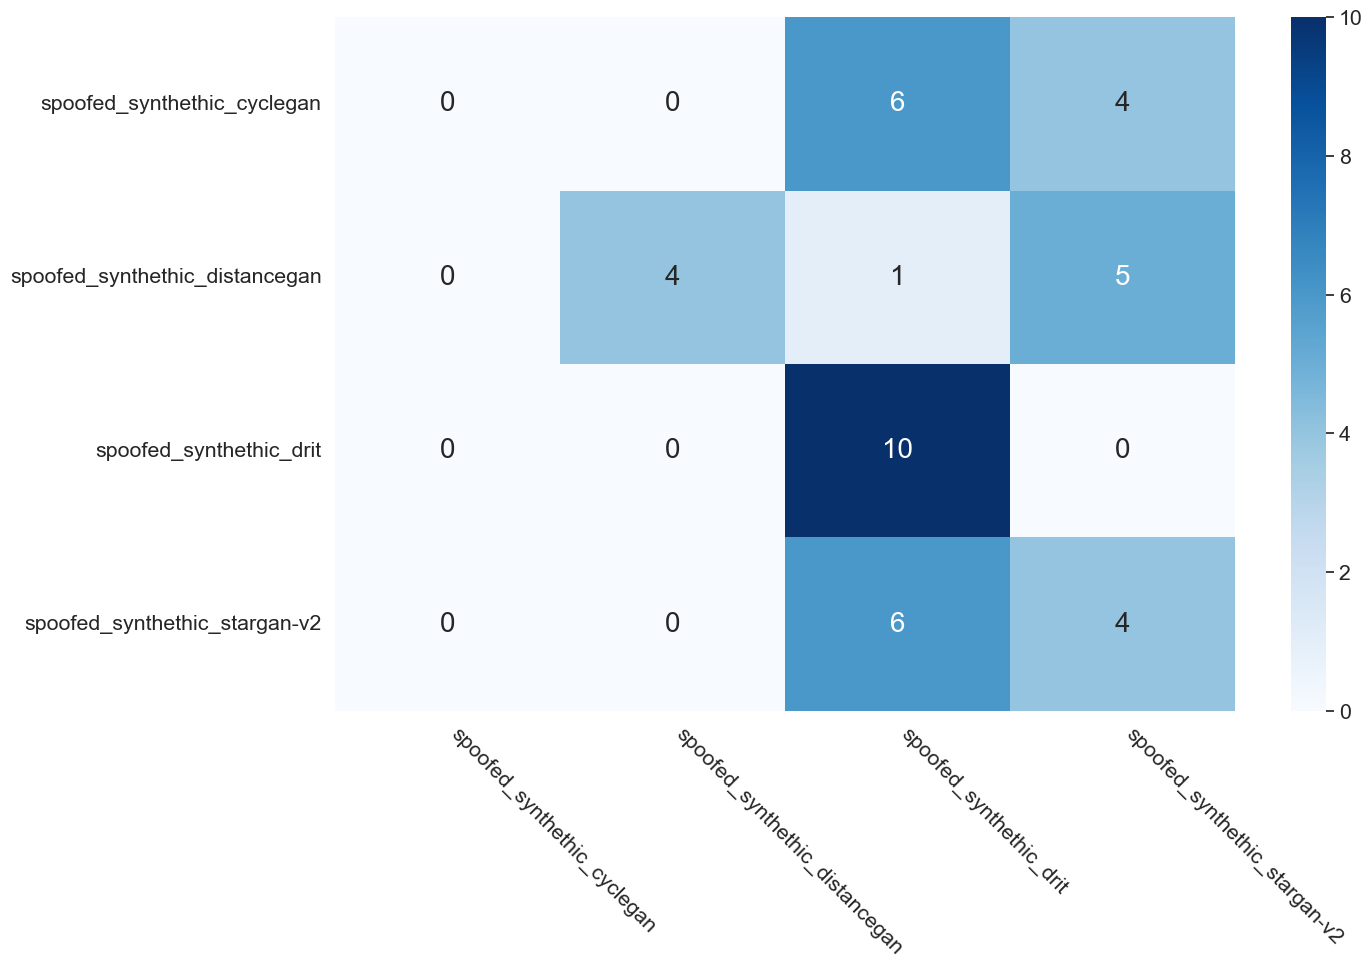 spoofed_synthethic_cyclegan 0 0 6 4
spoofed_synthethic_distancegan 0 4 1 5
spoofed_synthethic_drit 0 0 10 0
spoofed_synthethic_stargan-v2 0 0 6 4
spoofed_synthethic_cyclegan
spoofed_synthethic_distancegan
spoofed_synthethic_drit
spoofed_synthethic_stargan-v2
10
8
6
4
2
0